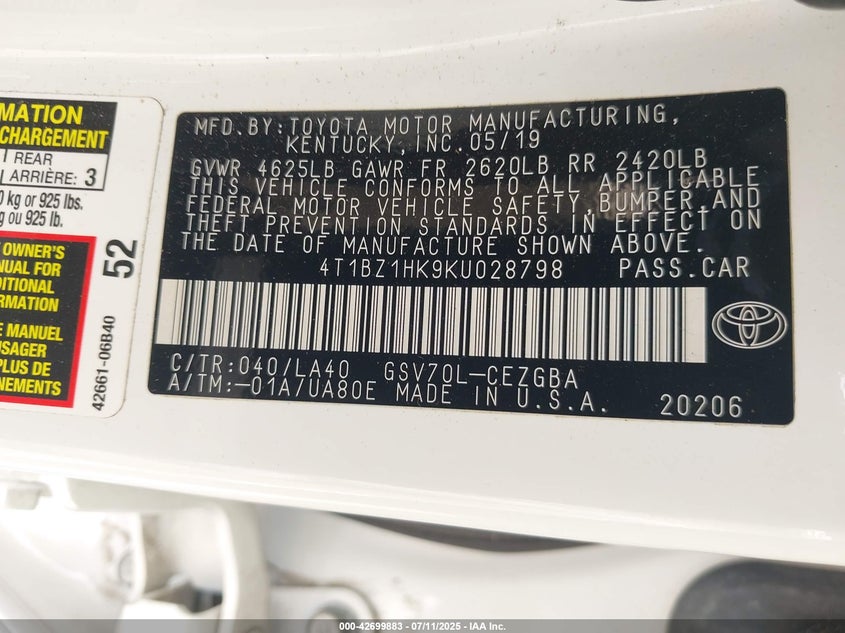 MATION
CHARGEMENT
REAR
ARRIÈRE: 3
0 kg or 925 lbs.
g ou 925 lb.
OWNER'S
MANUAL FOR
DITIONAL
ORMATION
E MANUEL
USAGER
PLUS DE
NEMENTS
52
42661-06B40
MFD.BY:TOYOTA MOTOR MANUFACTURING,
KENTUCKY,INC.05/19
GVWR 4625LB GAWR FR 2620LB RR 2420LB
THIS VEHICLE CONFORMS TO ALL APPLICABLE
FEDERAL MOTOR VEHICLE SAFETY,BUMPER,AND
THEFT PREVENTION STANDARDS IN EFFECT ON
THE DATE OF MANUFACTURE SHOWN ABOVE.
4T1BZ1HK9KU028798 PASS.CAR
C/TR:040/LA40 GSV70L-CEZGBA
A/TM:-01A/UA80E MADE IN U.S.A. 20206
000-42699883 - 07/11/2025 - IAA Inc.